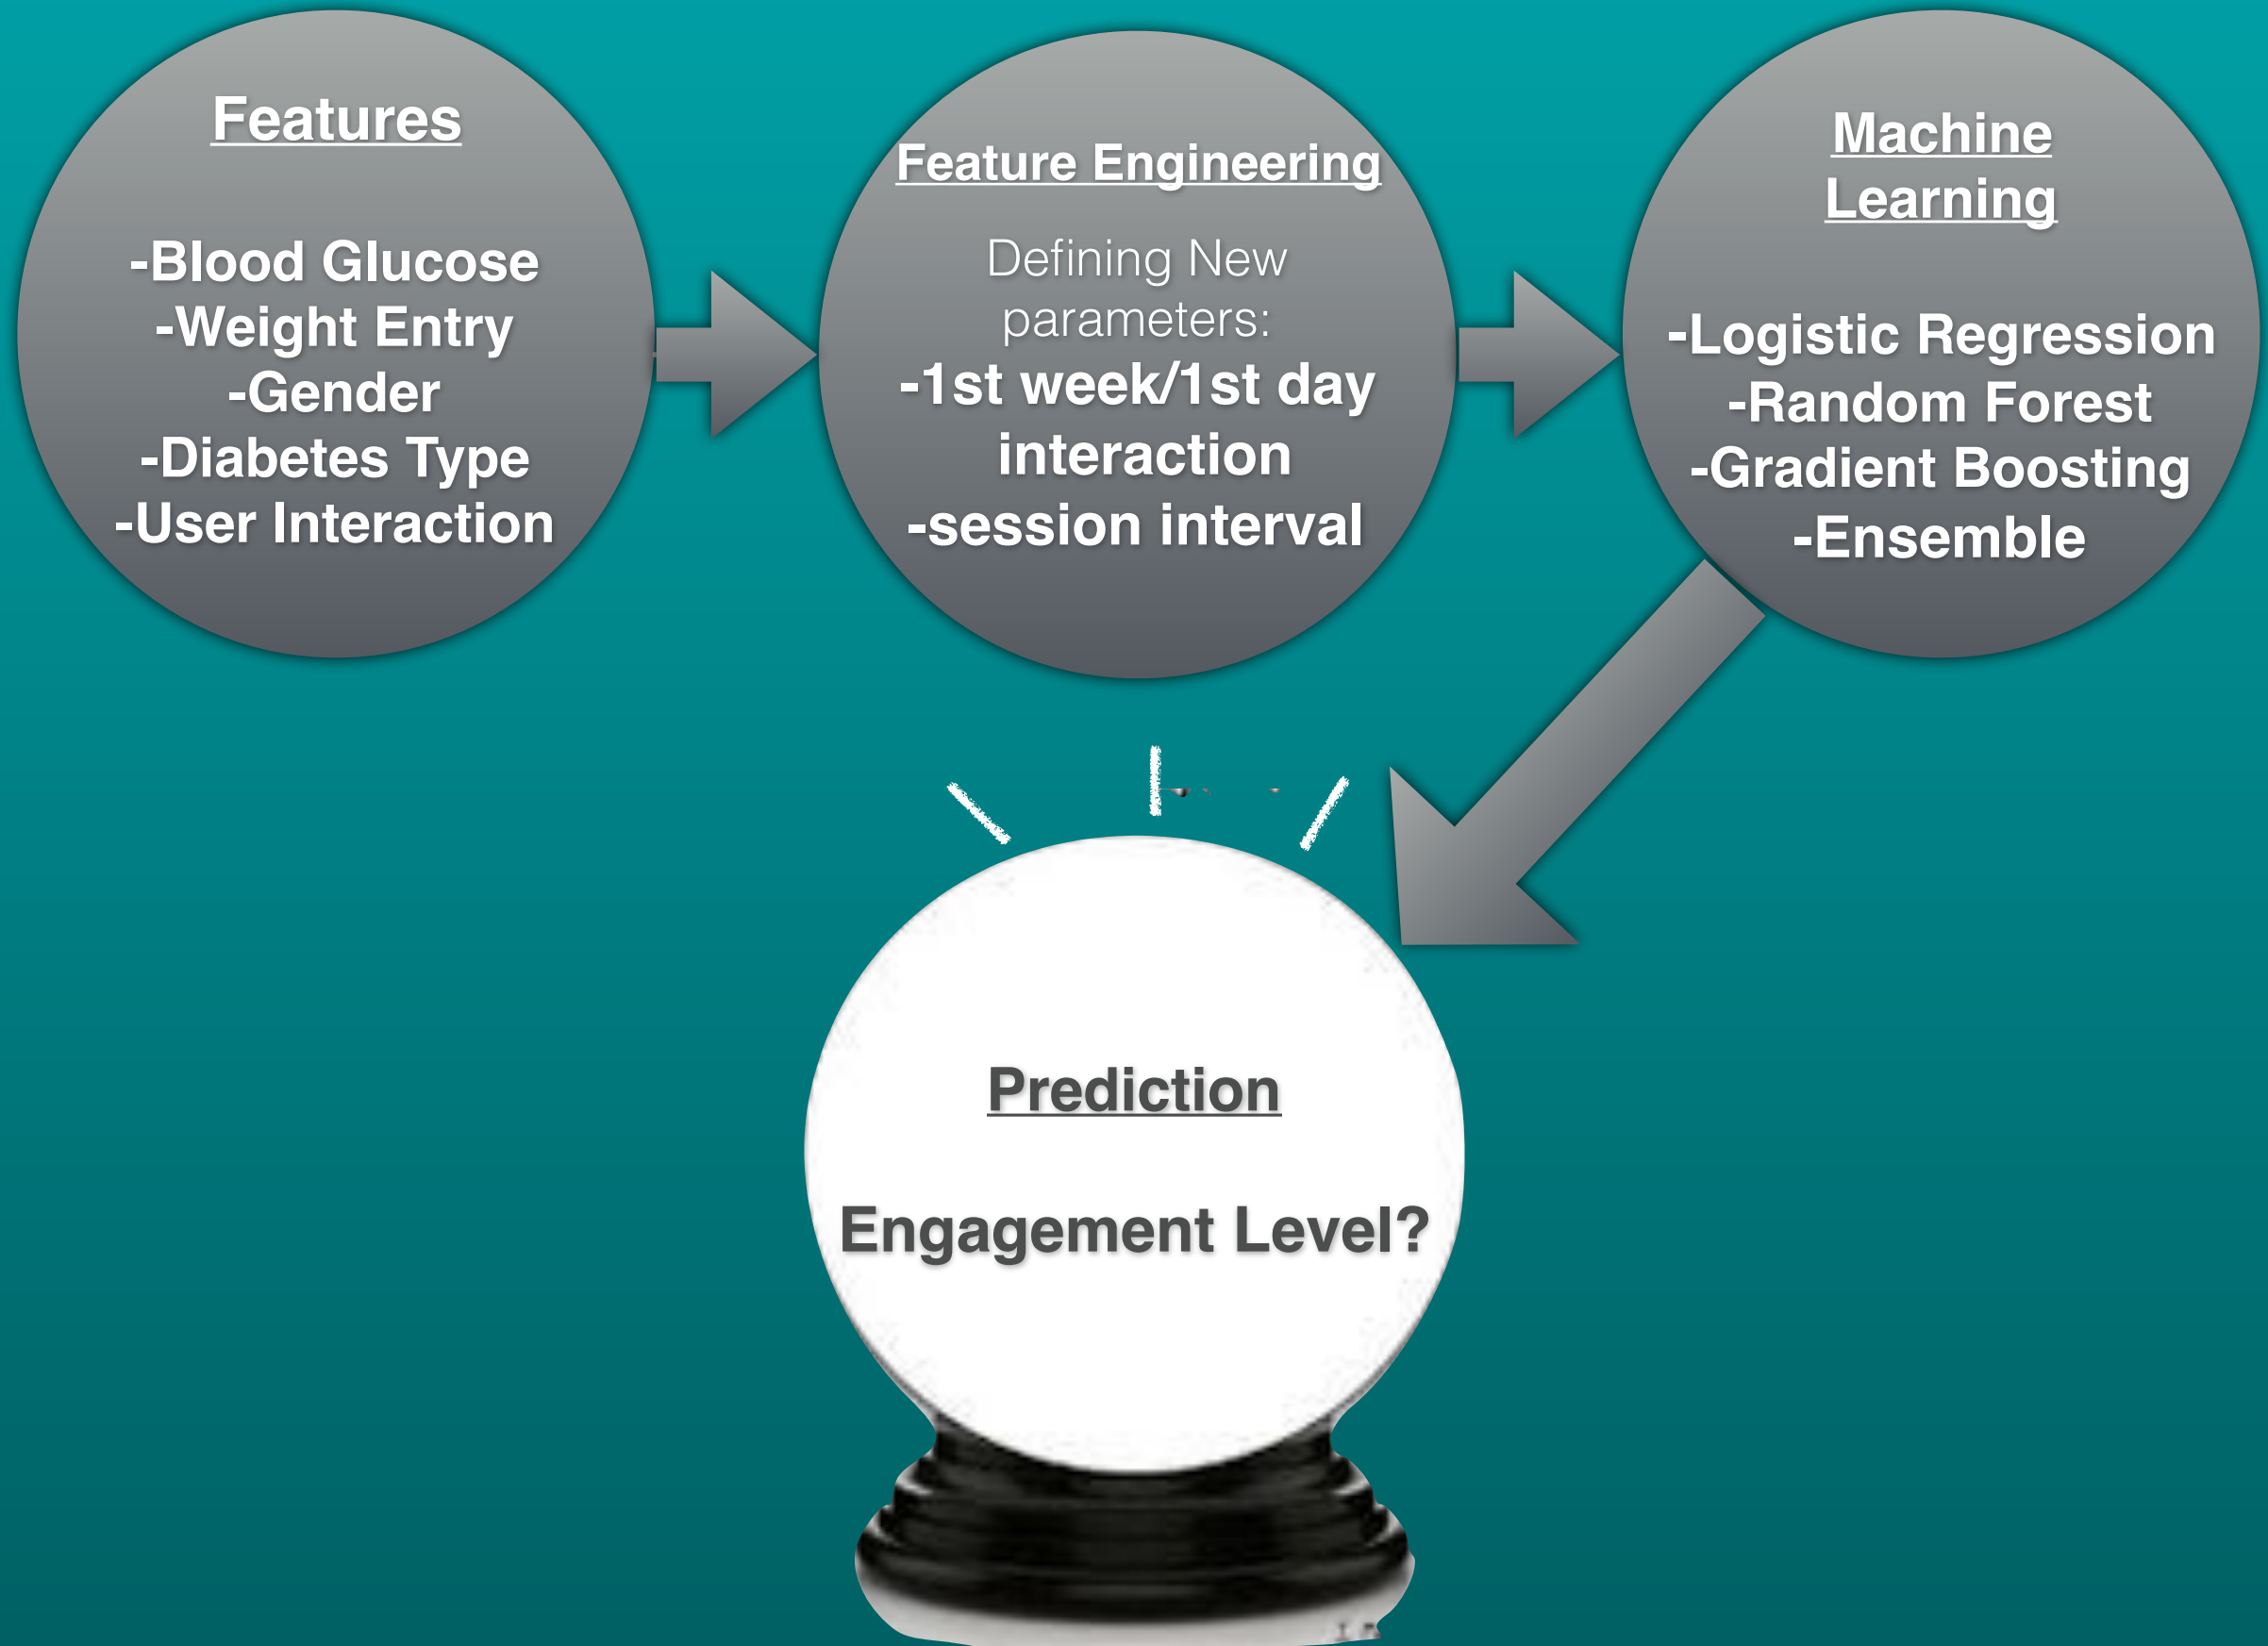 Features
-Blood Glucose
-Weight Entry
-Gender
-Diabetes Type
-User Interaction
Feature Engineering
Defining New
parameters:
-1st week/1st day
interaction
-session interval
Machine
Learning
-Logistic Regression
-Random Forest
-Gradient Boosting
-Ensemble
Prediction
Engagement Level?